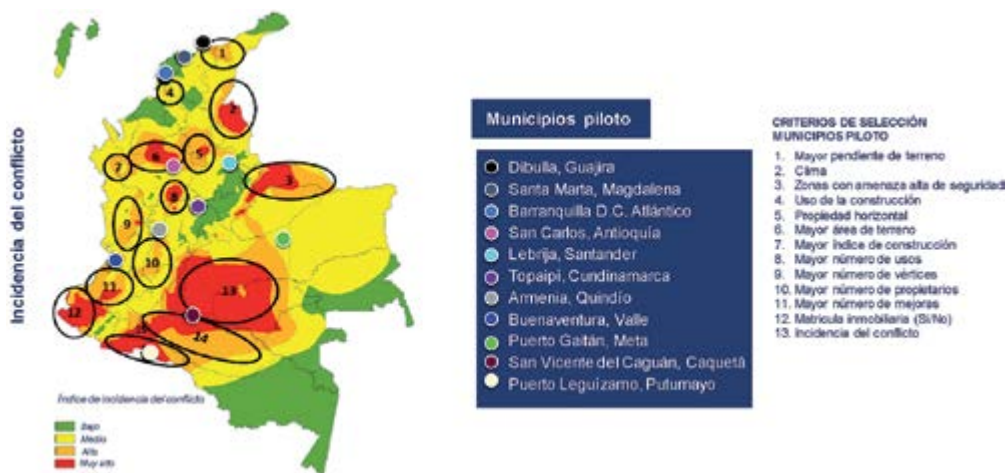 Incidencia del conflicto
1
2
3
4
5
6
7
8
9
10
11
12
13
14
Índice de incidencia del conflicto
Bajo
Medio
Alto
Muy alto
Municipios piloto
Dibulla, Guajira
Santa Marta, Magdalena
Barranquilla D.C. Atlántico
San Carlos, Antioquía
Lebrija, Santander
Topaipi, Cundinamarca
Armenia, Quindío
Buenaventura, Valle
Puerto Gaitán, Meta
San Vicente del Caguán, Caquetá
Puerto Leguízamo, Putumayo
CRITERIOS DE SELECCIÓN
MUNICIPIOS PILOTO
1. Mayor pendiente de terreno
2. Clima
3. Zonas con amenaza alta de seguridad
4. Uso de la construcción
5. Propiedad horizontal
6. Mayor área de terreno
7. Mayor índice de construcción
8. Mayor número de usos
9. Mayor número de vértices
10. Mayor número de propietarios
11. Mayor número de mejoras
12. Matricula inmobiliaria (Si/No)
13. Incidencia del conflicto